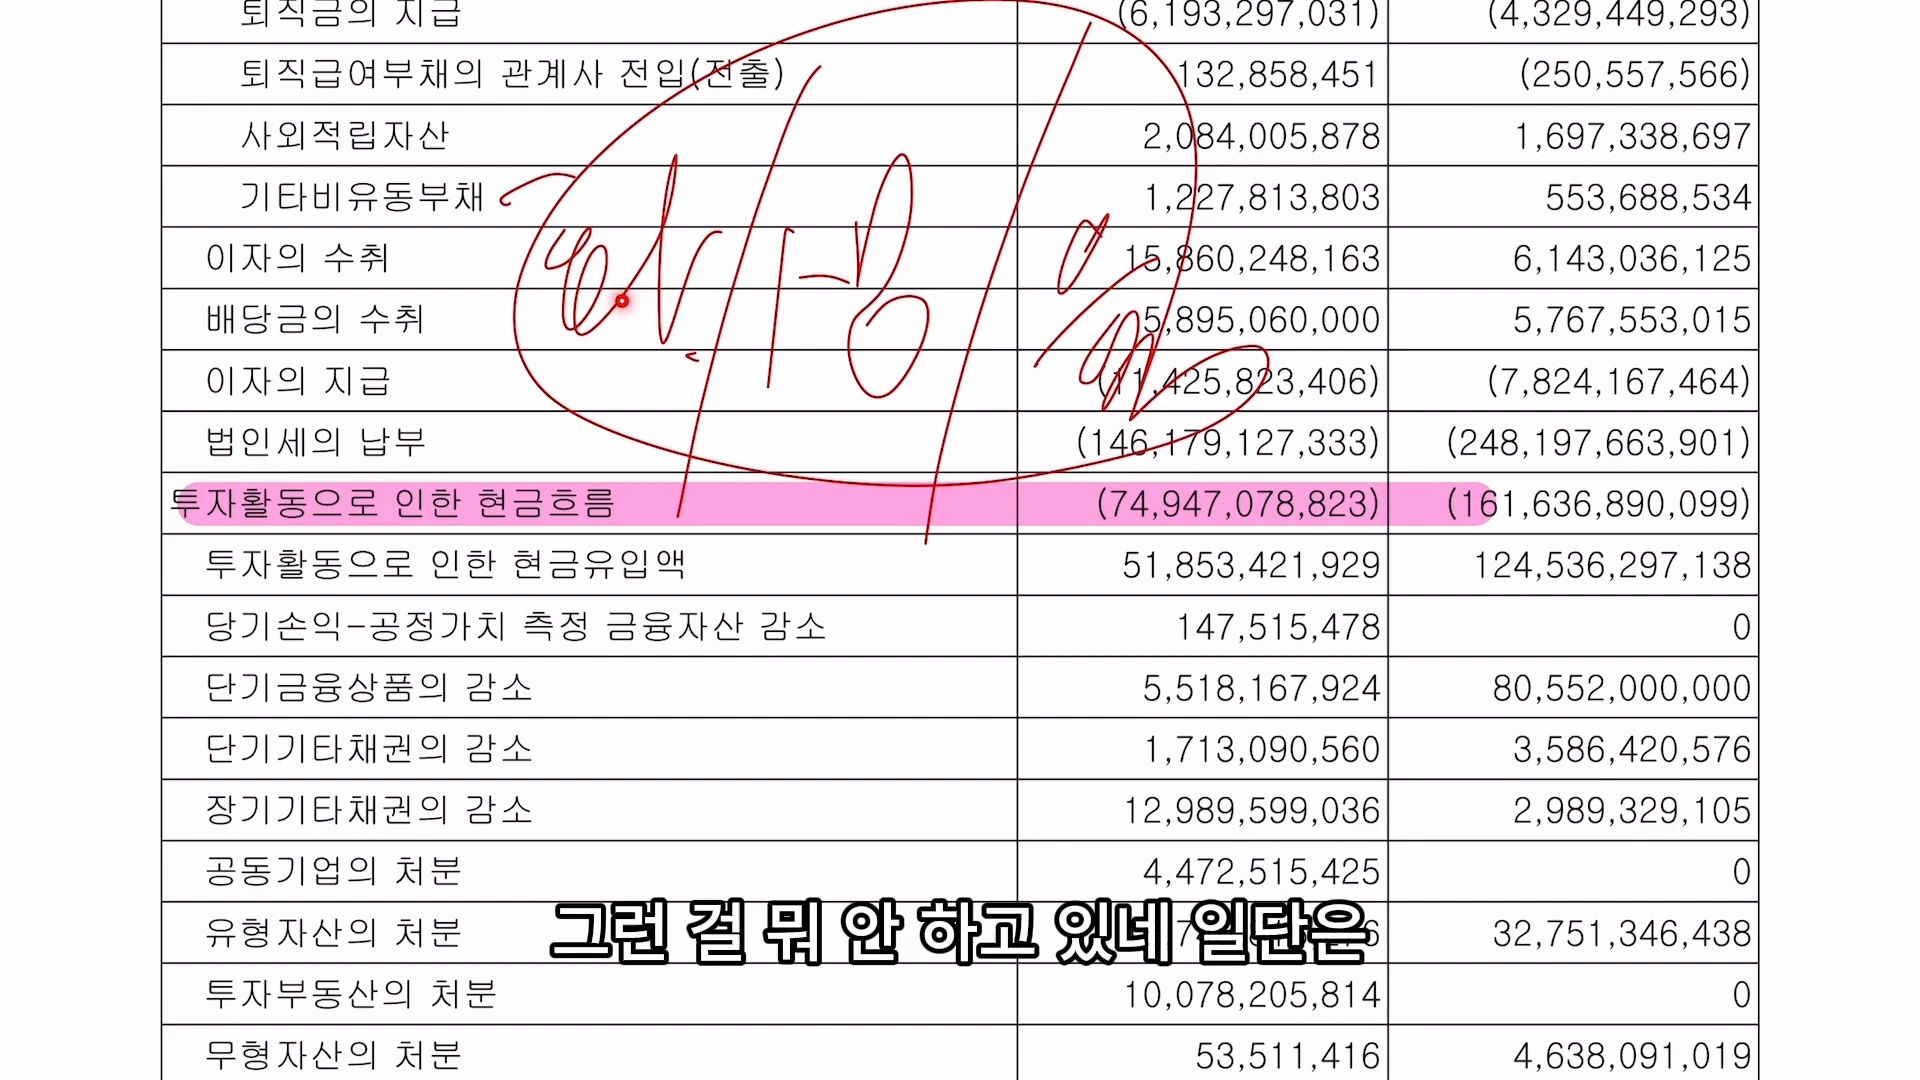 퇴직금의 지급 (6,193,297,031) (4,329,449,293)
퇴직급여부채의 관계사 전입(전출) 132,858,451 (250,557,566)
사외적립자산 2,084,005,878 1,697,338,697
기타비유동부채 1,227,813,803 553,688,534
이자의 수취 15,860,248,163 6,143,036,125
배당금의 수취 5,895,060,000 5,767,553,015
이자의 지급 (11,425,823,406) (7,824,167,464)
법인세의 납부 (146,179,127,333) (248,197,663,901)
투자활동으로 인한 현금흐름 (74,947,078,823) (161,636,890,099)
투자활동으로 인한 현금유입액 51,853,421,929 124,536,297,138
당기손익-공정가치 측정 금융자산 감소 147,515,478 0
단기금융상품의 감소 5,518,167,924 80,552,000,000
단기기타채권의 감소 1,713,090,560 3,586,420,576
장기기타채권의 감소 12,989,599,036 2,989,329,105
공동기업의 처분 4,472,515,425 0
유형자산의 처분 32,751,346,438
그런 걸 뭐 안 하고 있네 일단은
투자부동산의 처분 10,078,205,814 0
무형자산의 처분 53,511,416 4,638,091,019